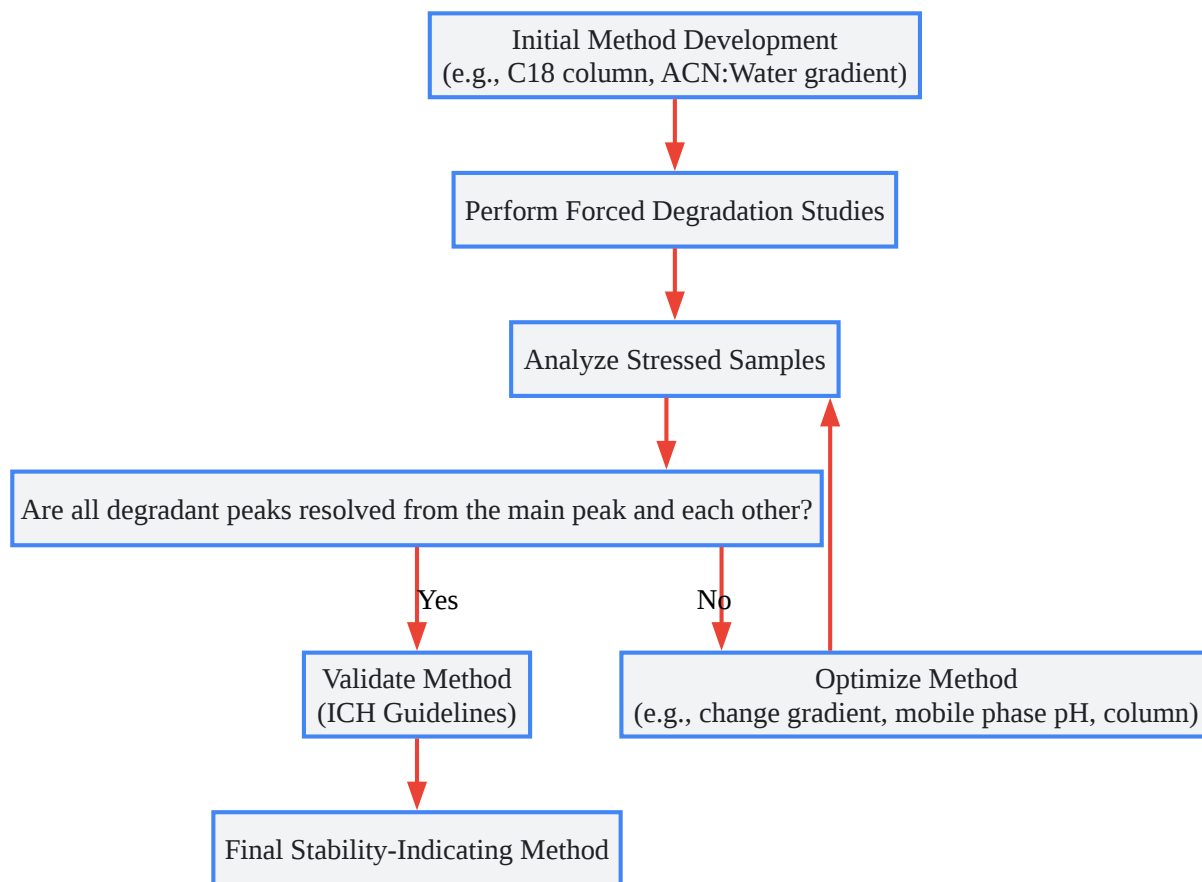 Initial Method Development
(e.g., C18 column, ACN:Water gradient)
Perform Forced Degradation Studies
Analyze Stressed Samples
Are all degradant peaks resolved from the main peak and each other?
Yes
No
Validate Method
(ICH Guidelines)
Optimize Method
(e.g., change gradient, mobile phase pH, column)
Final Stability-Indicating Method